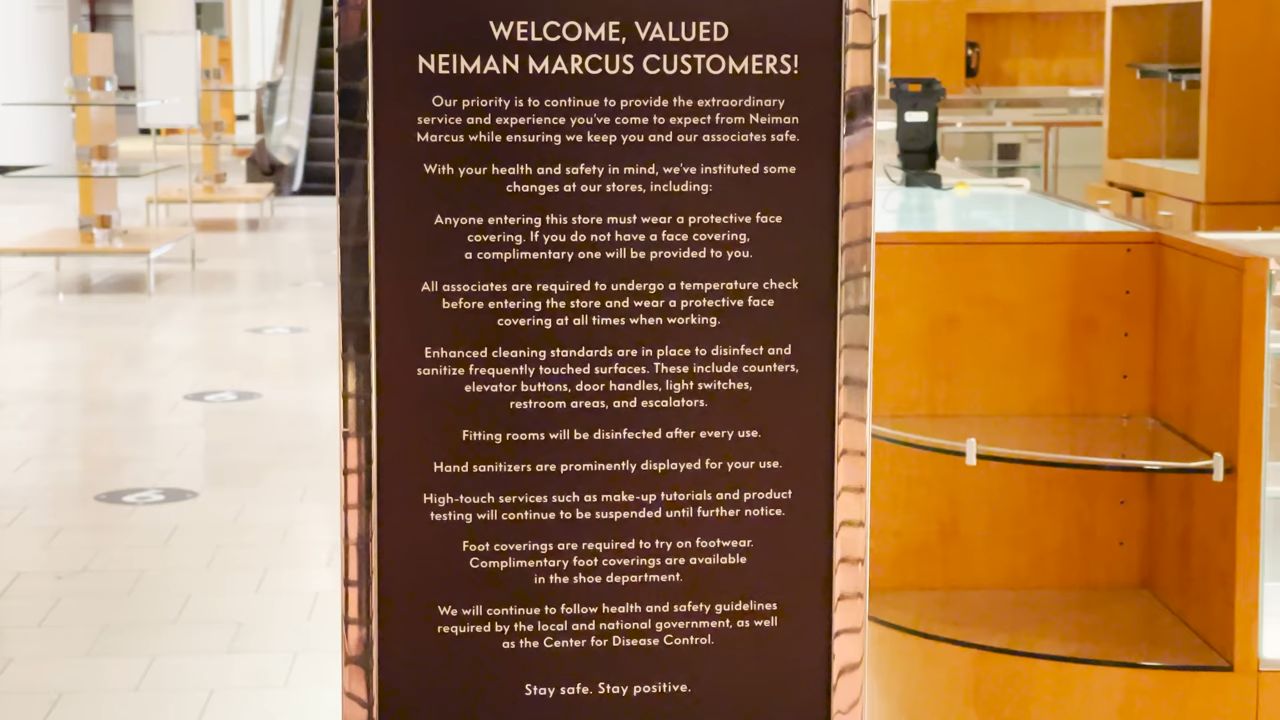 WELCOME, VALUED
NEIMAN MARCUS CUSTOMERS!
Our priority is to continue to provide the extraordinary
service and experience you've come to expect from Neiman
Marcus while ensuring we keep you and our associates safe.
With your health and safety in mind, we've instituted some
changes at our stores, including:
Anyone entering this store must wear a protective face
covering. If you do not have a face covering,
a complimentary one will be provided to you.
All associates are required to undergo a temperature check
before entering the store and wear a protective face
covering at all times when working.
Enhanced cleaning standards are in place to disinfect and
sanitize frequently touched surfaces. These include counters,
elevator buttons, door handles, light switches,
restroom areas, and escalators.
Fitting rooms will be disinfected after every use.
Hand sanitizers are prominently displayed for your use.
High-touch services such as make-up tutorials and product
testing will continue to be suspended until further notice.
Foot coverings are required to try on footwear.
Complimentary foot coverings are available
in the shoe department.
We will continue to follow health and safety guidelines
required by the local and national government, as well
as the Center for Disease Control.
Stay safe. Stay positive.